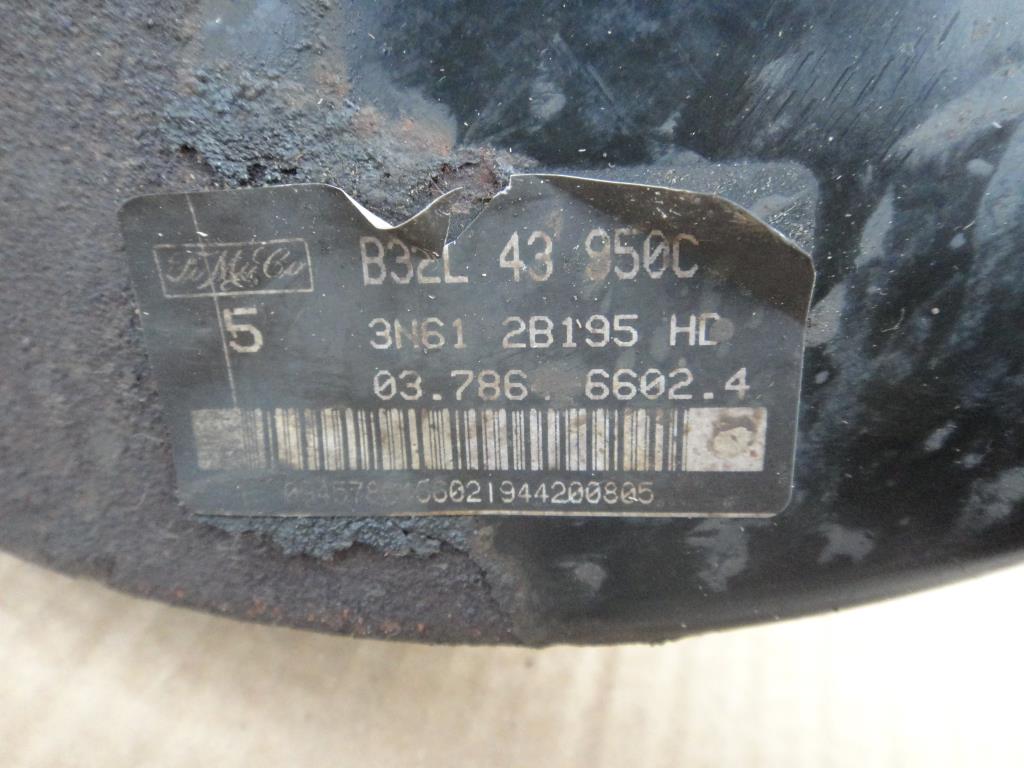 FoMoCo B32L 43 950C
5 3N61 2B195 HD
03.786 6602.4